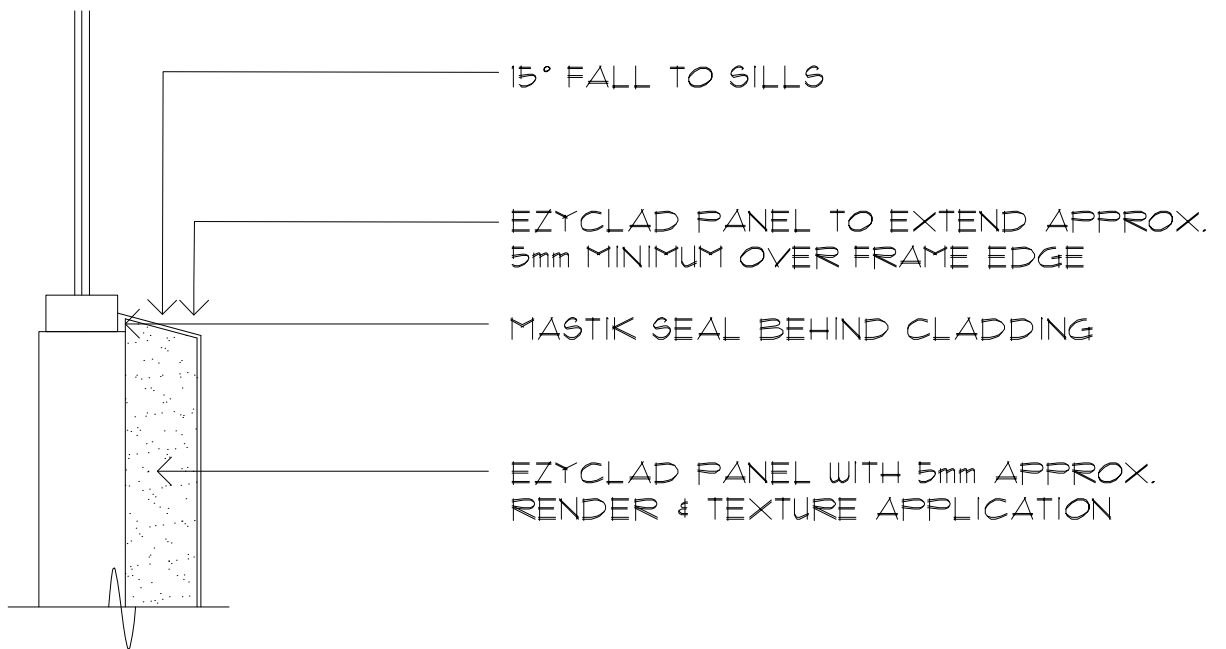 15° FALL TO SILLS
EZYCLAD PANEL TO EXTEND APPROX.
5mm MINIMUM OVER FRAME EDGE
MASTIK SEAL BEHIND CLADDING
EZYCLAD PANEL WITH 5mm APPROX.
RENDER & TEXTURE APPLICATION